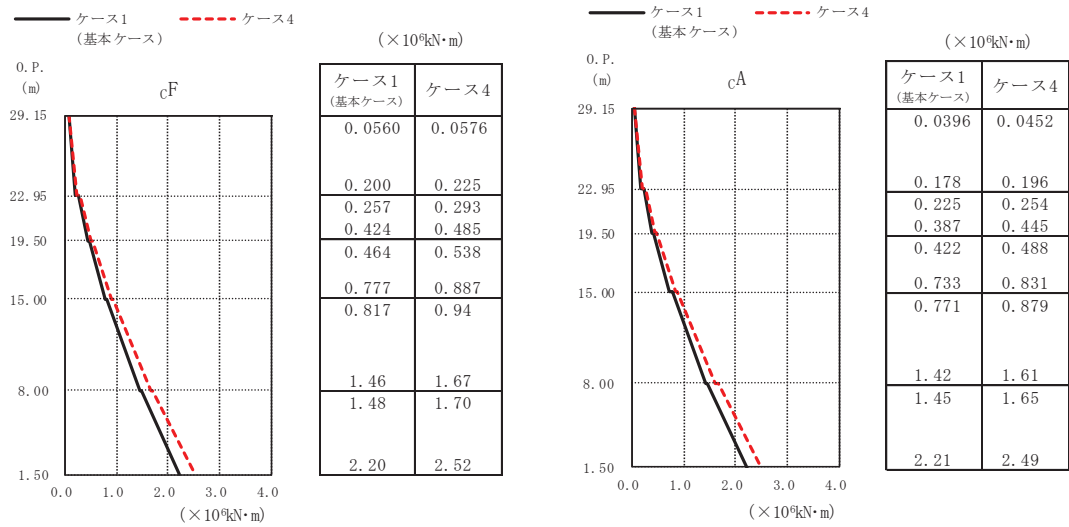 ケース1 ケース4
(基本ケース)
(×10⁶kN・m)
O.P.
(m)
CF
29.15
22.95
19.50
15.00
8.00
1.50
0.0 1.0 2.0 3.0 4.0
(×10⁶kN・m)
ケース1 ケース4
(基本ケース)
0.0560 0.0576
0.200 0.225
0.257 0.293
0.424 0.485
0.464 0.538
0.777 0.887
0.817 0.94
1.46 1.67
1.48 1.70
2.20 2.52
ケース1 ケース4
(基本ケース)
(×10⁶kN・m)
O.P.
(m)
CA
29.15
22.95
19.50
15.00
8.00
1.50
0.0 1.0 2.0 3.0 4.0
(×10⁶kN・m)
ケース1 ケース4
(基本ケース)
0.0396 0.0452
0.178 0.196
0.225 0.254
0.387 0.445
0.422 0.488
0.733 0.831
0.771 0.879
1.42 1.61
1.45 1.65
2.21 2.49